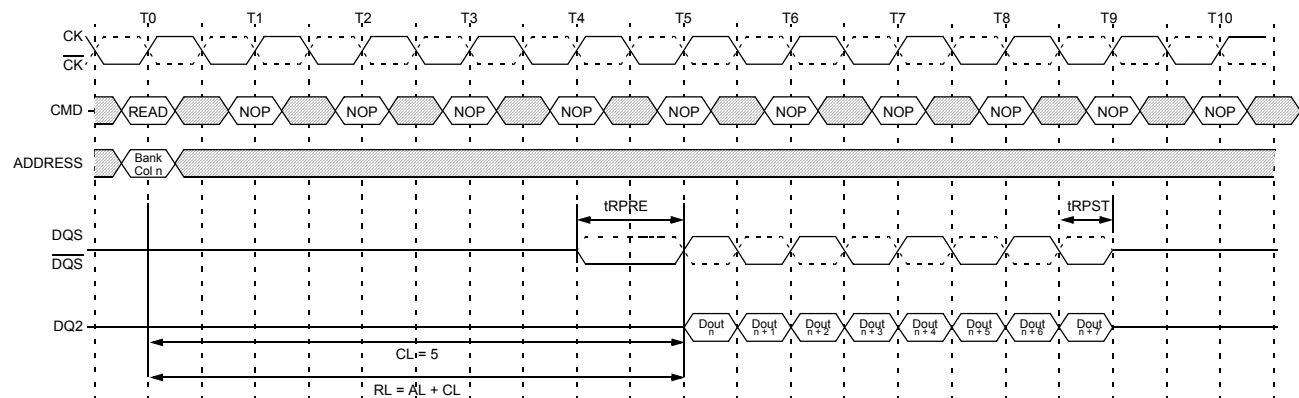 T0 T1 T2 T3 T4 T5 T6 T7 T8 T9 T10
CK
CK
CMD READ NOP NOP NOP NOP NOP NOP NOP NOP NOP NOP
ADDRESS Bank
Col n
tRPRE tRPST
DQS
DQS
DQ2 Dout Dout Dout Dout Dout Dout Dout Dout
n n + 1 n + 2 n + 3 n + 4 n + 5 n + 6 n + 7
CL = 5
RL = AL + CL